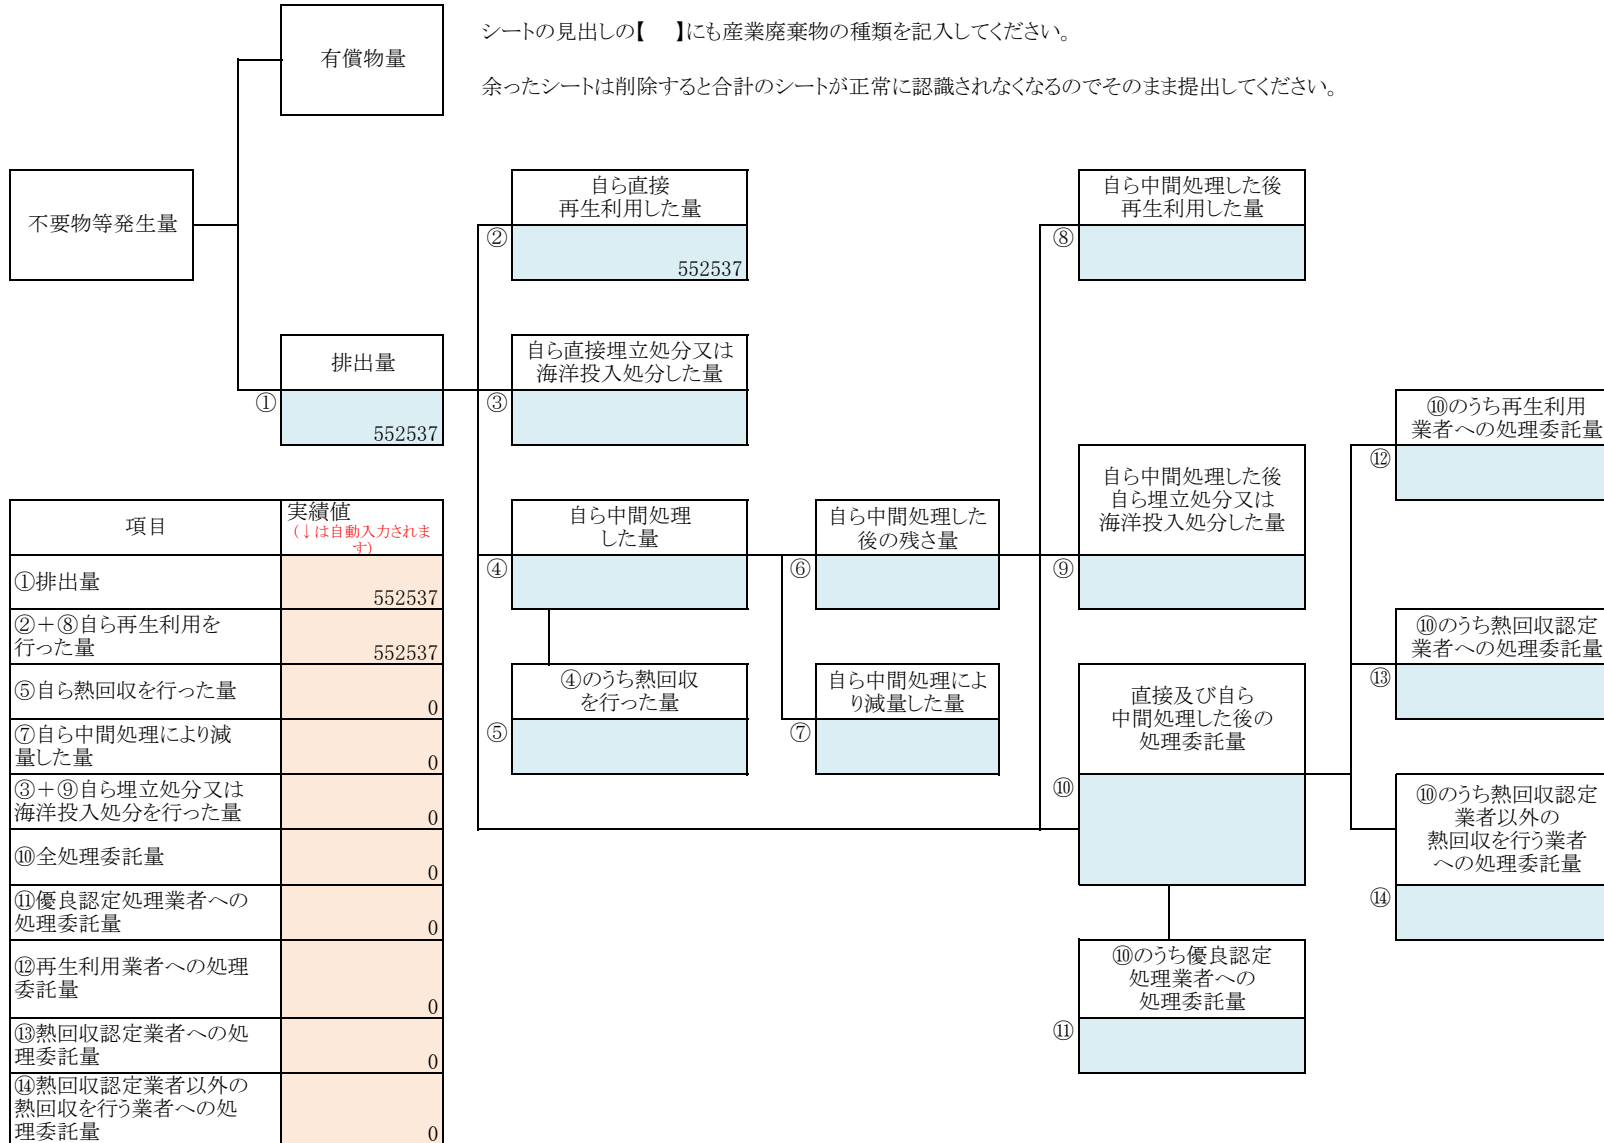 有償物量
シートの見出しの【　】にも産業廃棄物の種類を記入してください。
余ったシートは削除すると合計のシートが正常に認識されなくなるのでそのまま提出してください。
不要物等発生量
自ら直接
再生利用した量
②
552537
自ら中間処理した後
再生利用した量
⑧
排出量
①
552537
自ら直接埋立処分又は
海洋投入処分した量
③
⑩のうち再生利用
業者への処理委託量
⑫
自ら中間処理した後
自ら埋立処分又は
海洋投入処分した量
⑨
自ら中間処理
した量
④
自ら中間処理した
後の残さ量
⑥
④のうち熱回収
を行った量
⑤
自ら中間処理によ
り減量した量
⑦
直接及び自ら
中間処理した後の
処理委託量
⑩
⑩のうち熱回収認定
業者への処理委託量
⑬
⑩のうち熱回収認定
業者以外の
熱回収を行う業者
への処理委託量
⑭
⑩のうち優良認定
処理業者への
処理委託量
⑪
項目
実績値
(↓は自動入力されま
す)
①排出量
552537
②＋⑧自ら再生利用を
行った量
552537
⑤自ら熱回収を行った量
0
⑦自ら中間処理により減
量した量
0
③＋⑨自ら埋立処分又は
海洋投入処分を行った量
0
⑩全処理委託量
0
⑪優良認定処理業者への
処理委託量
0
⑫再生利用業者への処理
委託量
0
⑬熱回収認定業者への処
理委託量
0
⑭熱回収認定業者以外の
熱回収を行う業者への処
理委託量
0